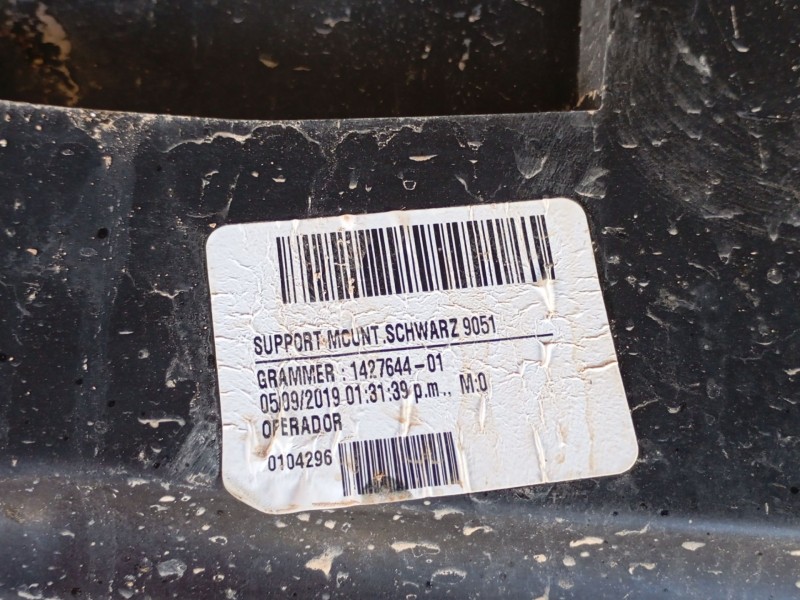 SUPPORT MOUNT.SCHWARZ 9051
GRAMMER : 1427644-01
05/09/2019 01:31:39 p.m., M:0
OPERADOR
0104296